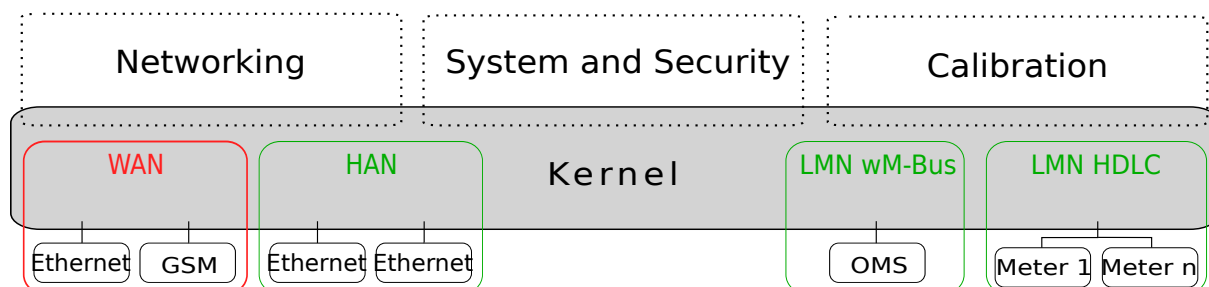 Networking
System and Security
Calibration
WAN
HAN
Kernel
LMN wM-Bus
LMN HDLC
Ethernet
GSM
Ethernet
Ethernet
OMS
Meter 1
Meter n